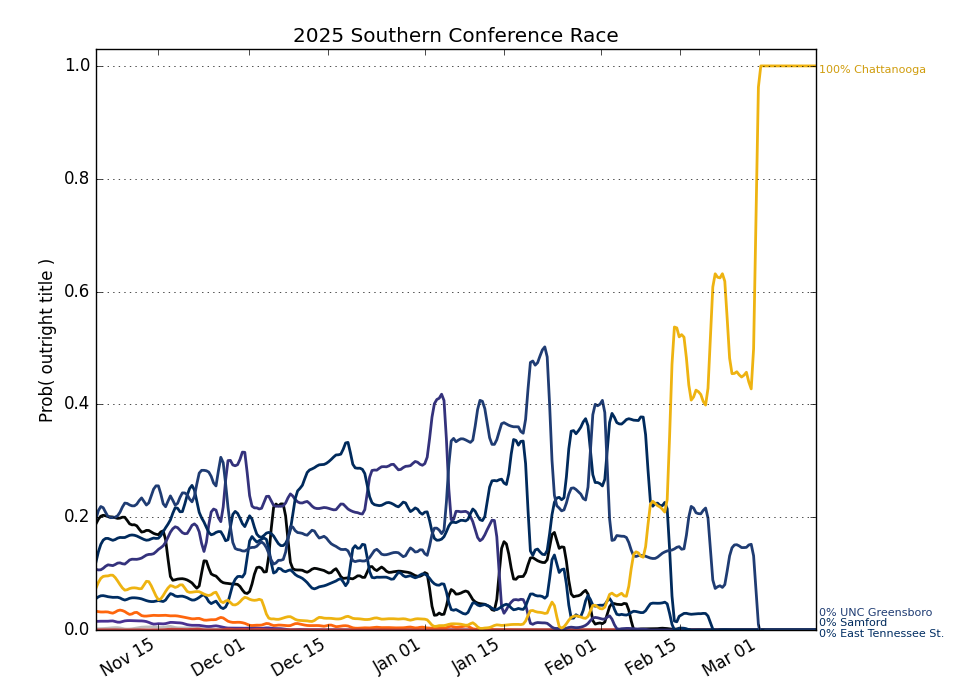 2025 Southern Conference Race
Prob( outright title )
1.0
0.8
0.6
0.4
0.2
0.0
Nov 15
Dec 01
Dec 15
Jan 01
Jan 15
Feb 01
Feb 15
Mar 01
100% Chattanooga
0% UNC Greensboro
0% Samford
0% East Tennessee St.